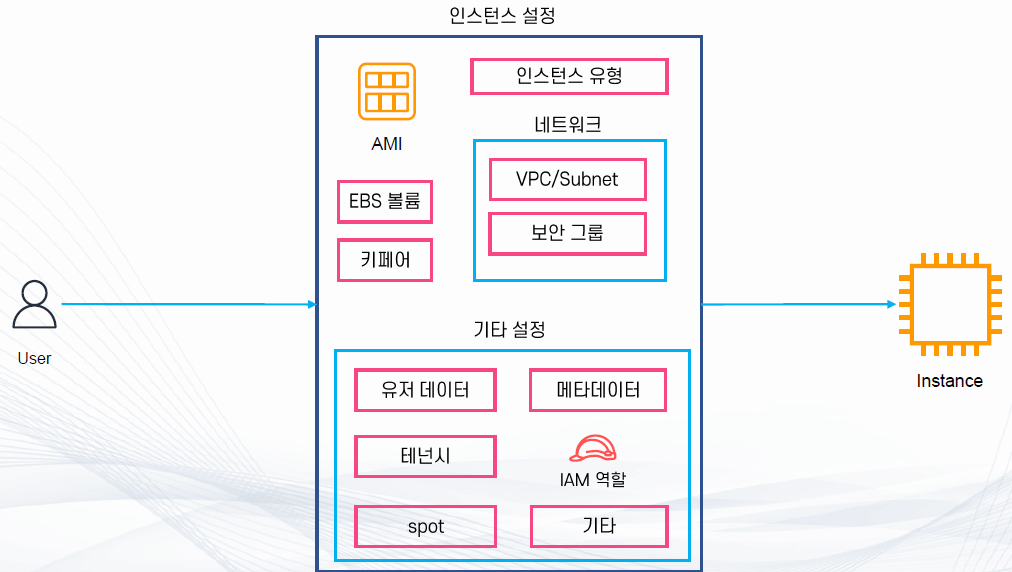 인스턴스 설정
AMI
인스턴스 유형
네트워크
VPC/Subnet
보안 그룹
EBS 볼륨
키페어
User
Instance
기타 설정
유저 데이터
메타데이터
테넌시
IAM 역할
spot
기타